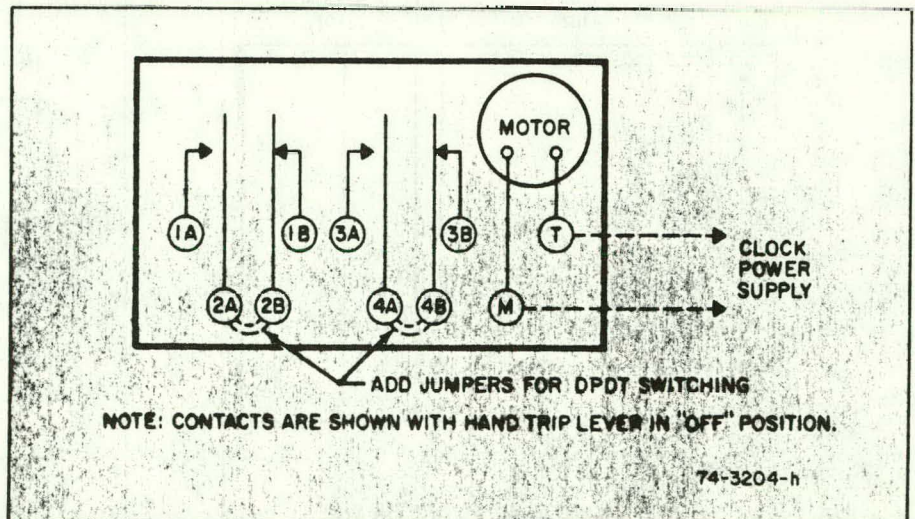 MOTOR
1A 1B 3A 3B T
2A 2B 4A 4B M
CLOCK
POWER
SUPPLY
ADD JUMPERS FOR DPDT SWITCHING
NOTE: CONTACTS ARE SHOWN WITH HAND TRIP LEVER IN "OFF" POSITION.
74-3204-h